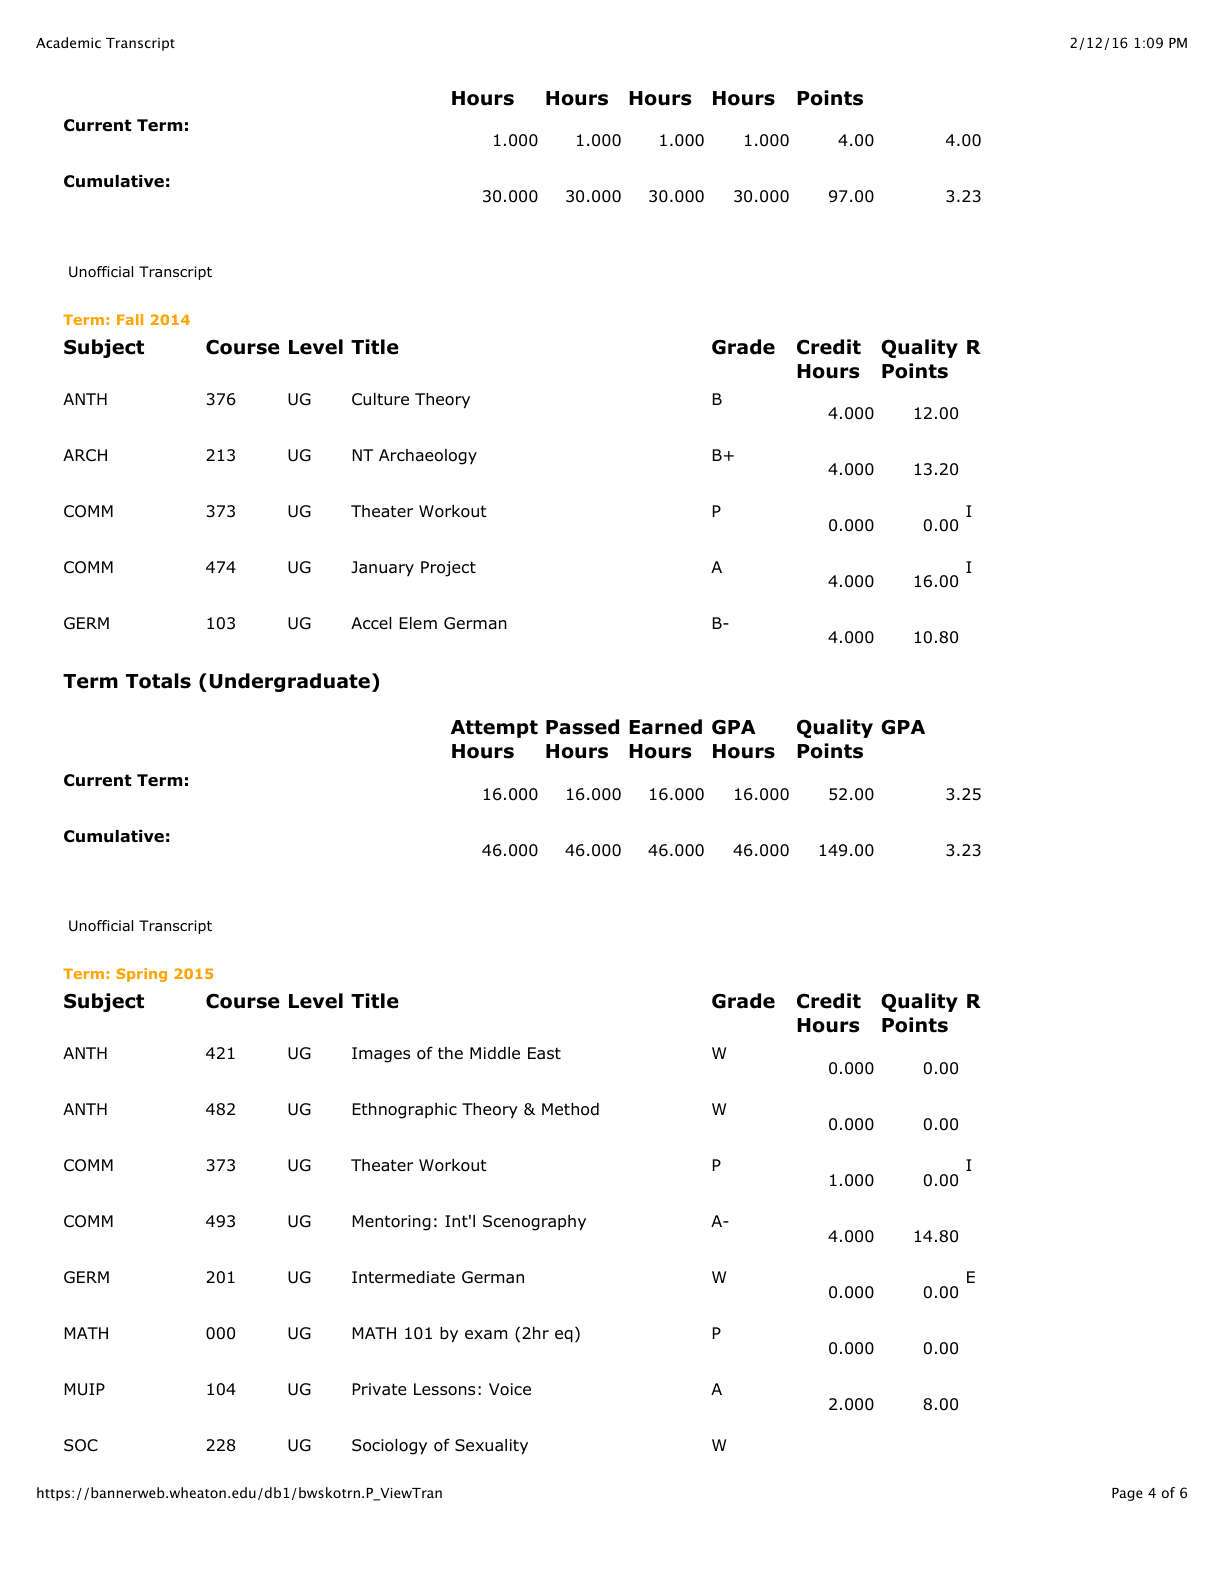 Academic Transcript 2/12/16 1:09 PM
Hours Hours Hours Hours Points
Current Term:
1.000 1.000 1.000 1.000 4.00 4.00
Cumulative:
30.000 30.000 30.000 30.000 97.00 3.23
Unofficial Transcript
Term: Fall 2014
Subject Course Level Title Grade Credit Quality R
Hours Points
ANTH 376 UG Culture Theory B
4.000 12.00
ARCH 213 UG NT Archaeology B+
4.000 13.20
COMM 373 UG Theater Workout P I
0.000 0.00
COMM 474 UG January Project A I
4.000 16.00
GERM 103 UG Accel Elem German B-
4.000 10.80
Term Totals (Undergraduate)
Attempt Passed Earned GPA Quality GPA
Hours Hours Hours Hours Points
Current Term:
16.000 16.000 16.000 16.000 52.00 3.25
Cumulative:
46.000 46.000 46.000 46.000 149.00 3.23
Unofficial Transcript
Term: Spring 2015
Subject Course Level Title Grade Credit Quality R
Hours Points
ANTH 421 UG Images of the Middle East W
0.000 0.00
ANTH 482 UG Ethnographic Theory & Method W
0.000 0.00
COMM 373 UG Theater Workout P I
1.000 0.00
COMM 493 UG Mentoring: Int'l Scenography A-
4.000 14.80
GERM 201 UG Intermediate German W E
0.000 0.00
MATH 000 UG MATH 101 by exam (2hr eq) P
0.000 0.00
MUIP 104 UG Private Lessons: Voice A
2.000 8.00
SOC 228 UG Sociology of Sexuality W
https://bannerweb.wheaton.edu/db1/bwskotrn.P_ViewTran Page 4 of 6